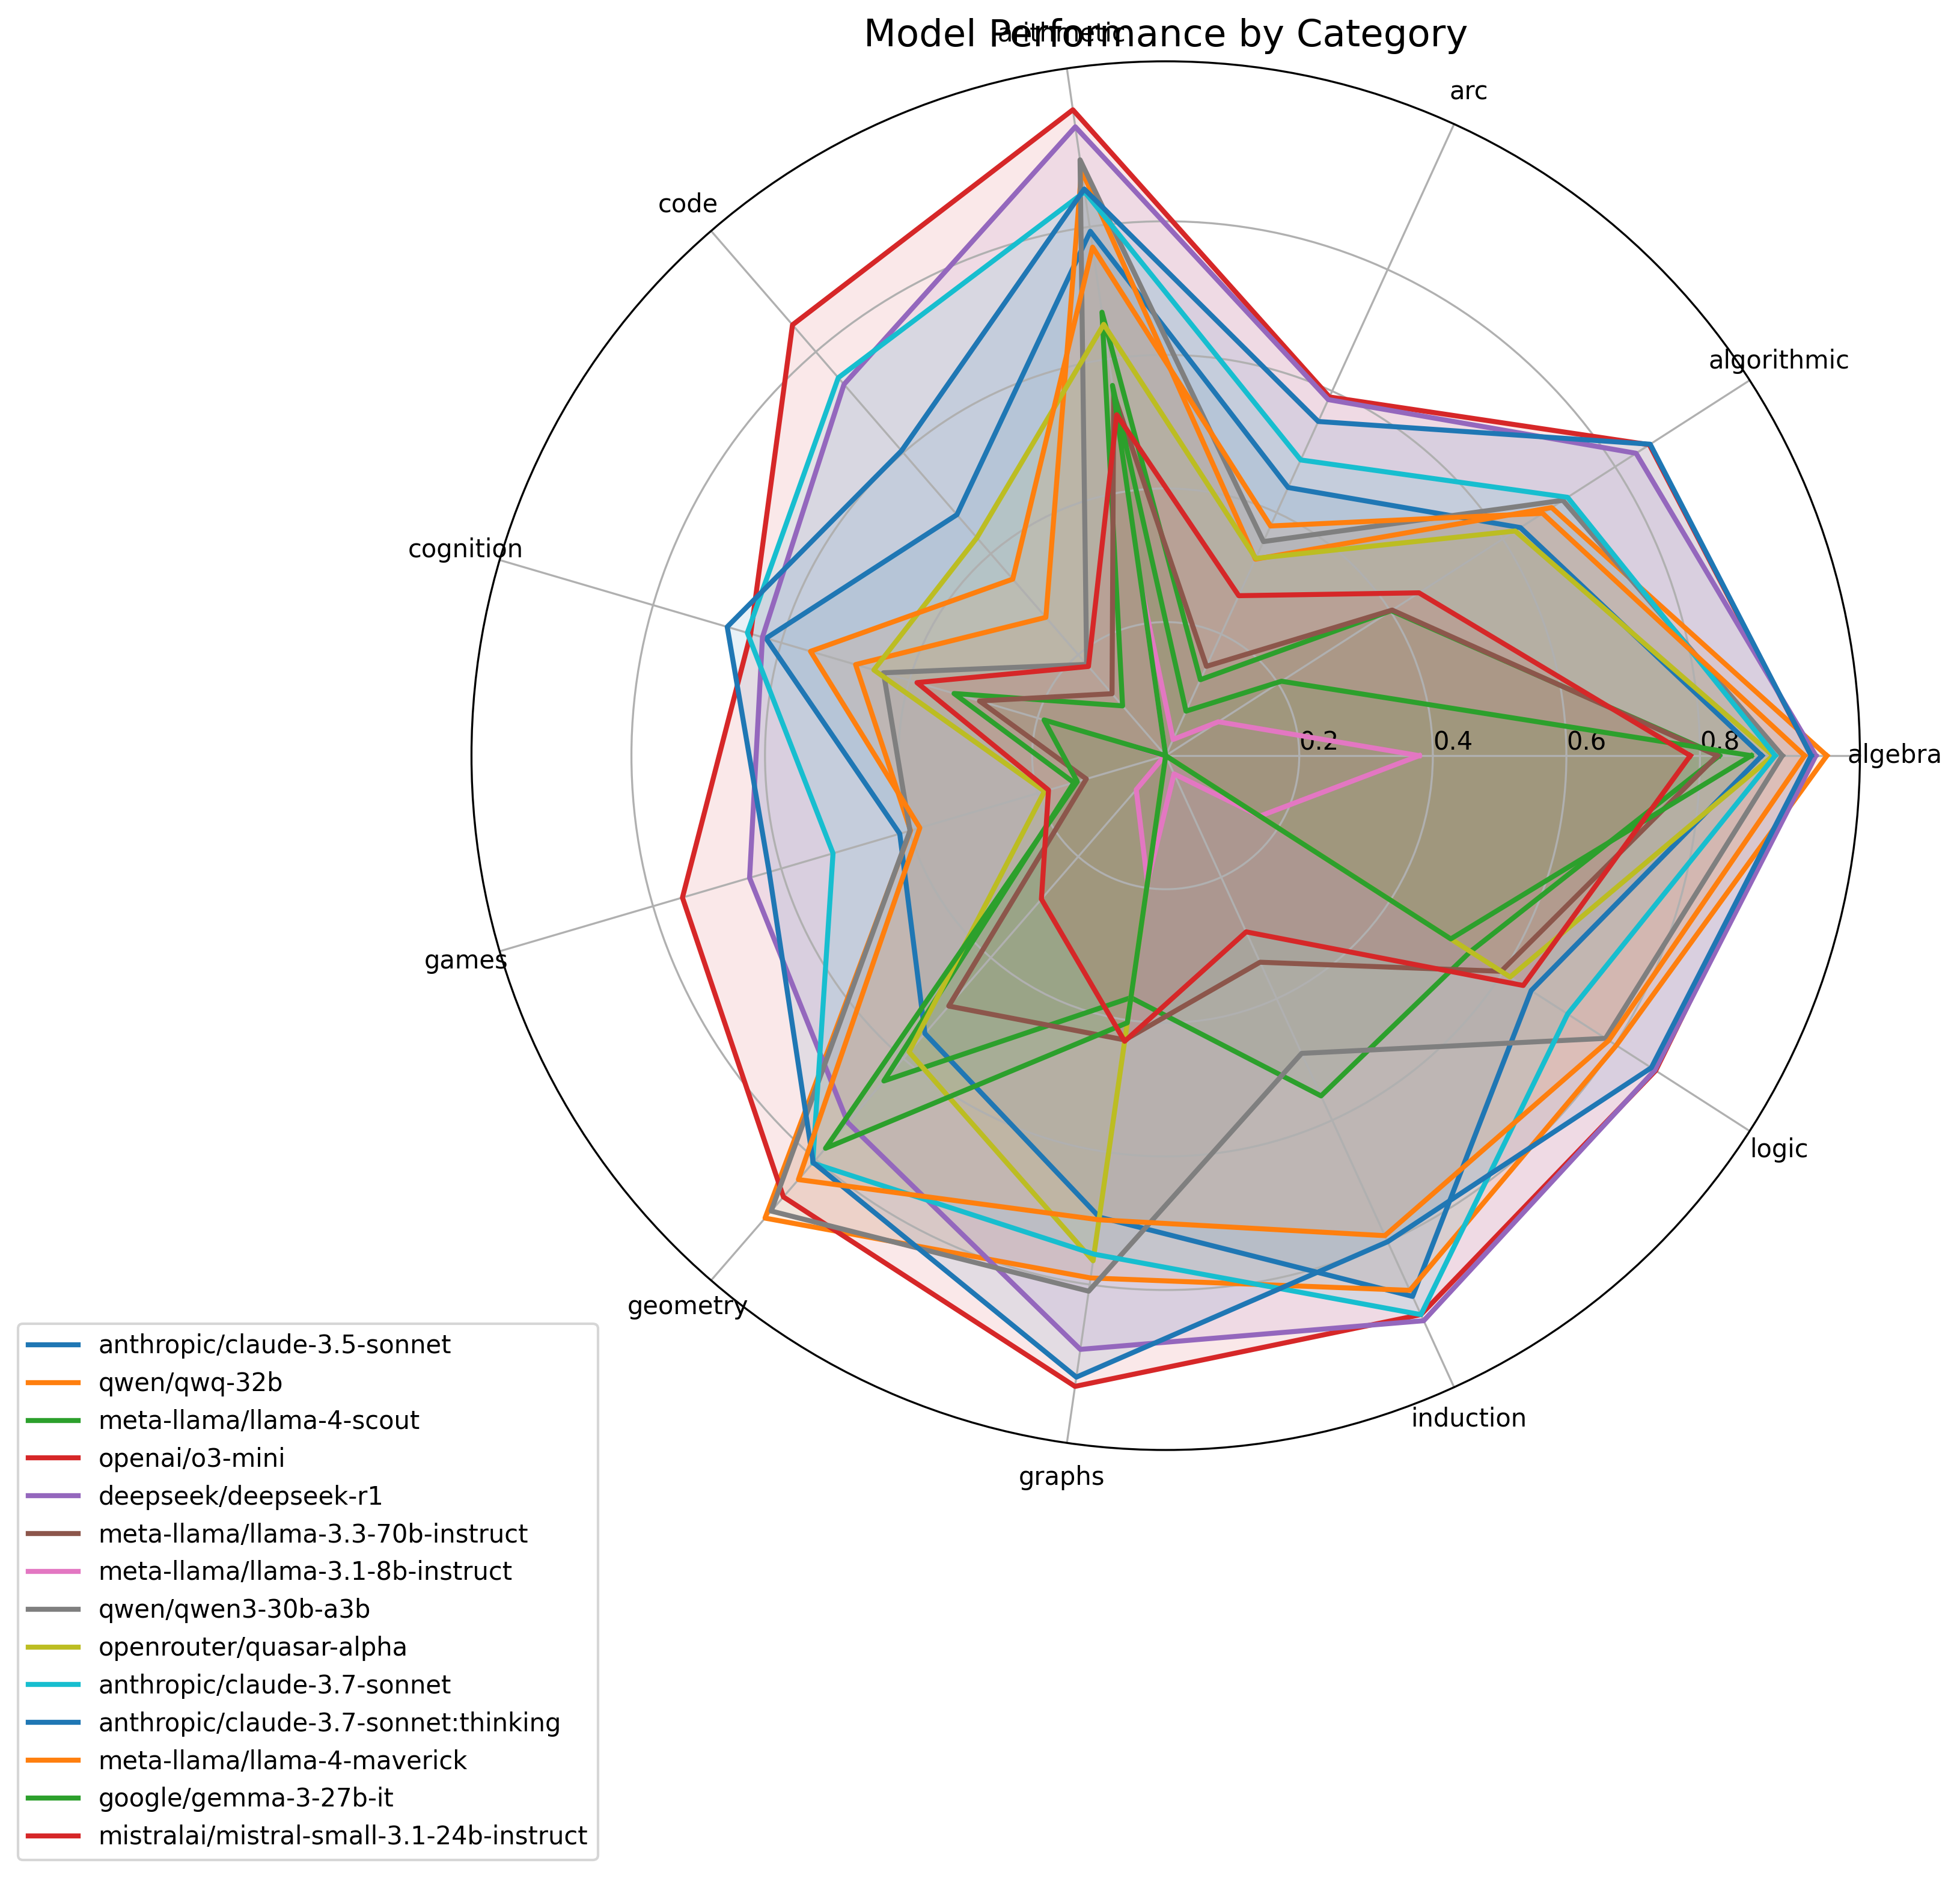 Model Performance by Category
arithmetic
arc
code
algorithmic
cognition
0.2
0.4
0.6
0.8
algebra
games
logic
geometry
induction
graphs
anthropic/claude-3.5-sonnet
qwen/qwq-32b
meta-llama/llama-4-scout
openai/o3-mini
deepseek/deepseek-r1
meta-llama/llama-3.3-70b-instruct
meta-llama/llama-3.1-8b-instruct
qwen/qwen3-30b-a3b
openrouter/quasar-alpha
anthropic/claude-3.7-sonnet
anthropic/claude-3.7-sonnet:thinking
meta-llama/llama-4-maverick
google/gemma-3-27b-it
mistralai/mistral-small-3.1-24b-instruct